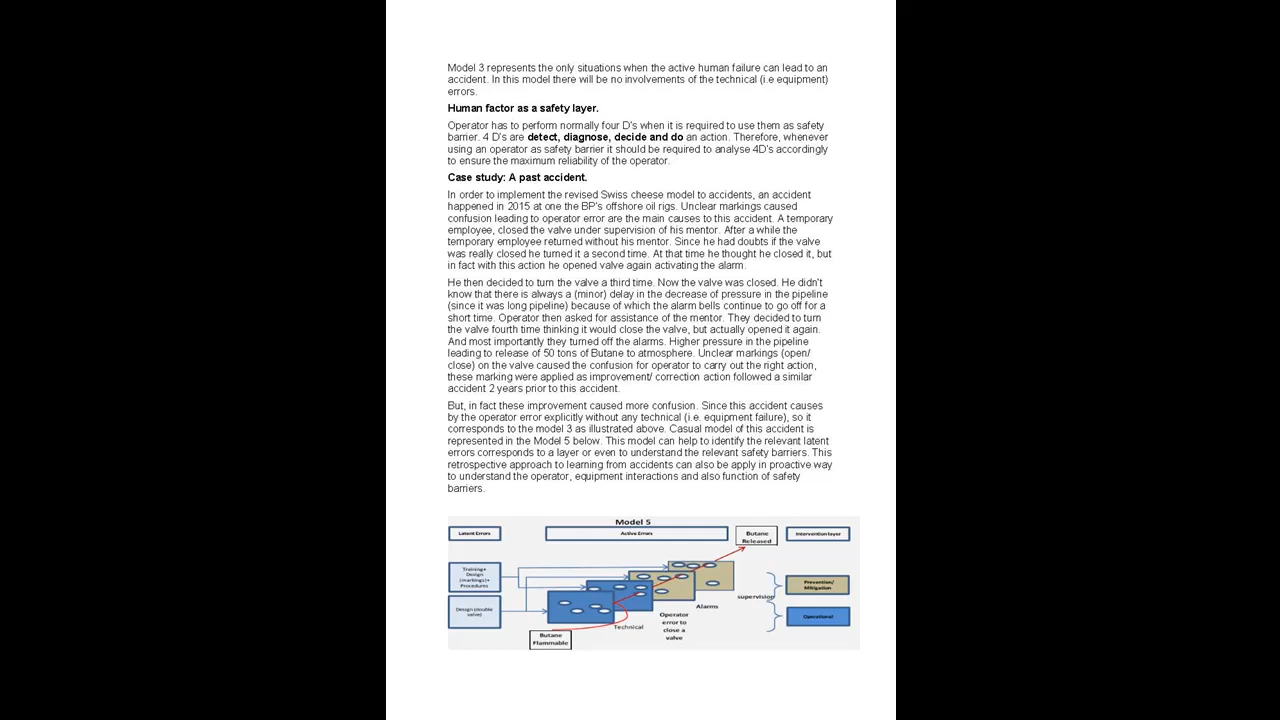 Model 3 represents the only situations when the active human failure can lead to an
accident. In this model there will be no involvements of the technical (i.e equipment)
errors.
Human factor as a safety layer.
Operator has to perform normally four D's when it is required to use them as safety
barrier. 4 D's are detect, diagnose, decide and do an action. Therefore, whenever
using an operator as safety barrier it should be required to analyse 4D's accordingly
to ensure the maximum reliability of the operator.
Case study: A past accident.
In order to implement the revised Swiss cheese model to accidents, an accident
happened in 2015 at one the BP's offshore oil rigs. Unclear markings caused
confusion leading to operator error are the main causes to this accident. A temporary
employee, closed the valve under supervision of his mentor. After a while the
temporary employee returned without his mentor. Since he had doubts if the valve
was really closed he turned it a second time. At that time he thought he closed it, but
in fact with this action he opened valve again activating the alarm.
He then decided to turn the valve a third time. Now the valve was closed. He didn't
know that there is always a (minor) delay in the decrease of pressure in the pipeline
(since it was long pipeline) because of which the alarm bells continue to go off for a
short time. Operator then asked for assistance of the mentor. They decided to turn
the valve fourth time thinking it would close the valve, but actually opened it again.
And most importantly they turned off the alarms. Higher pressure in the pipeline
leading to release of 50 tons of Butane to atmosphere. Unclear markings (open/
close) on the valve caused the confusion for operator to carry out the right action,
these marking were applied as improvement/ correction action followed a similar
accident 2 years prior to this accident.
But, in fact these improvement caused more confusion. Since this accident causes
by the operator error explicitly without any technical (i.e. equipment failure), so it
corresponds to the model 3 as illustrated above. Casual model of this accident is
represented in the Model 5 below. This model can help to identify the relevant latent
errors corresponds to a layer or even to understand the relevant safety barriers. This
retrospective approach to learning from accidents can also be apply in proactive way
to understand the operator, equipment interactions and also function of safety
barriers.
Model 5
Latent Errors
Active Errors
Butane
Released
Intervention layer
Training+
Design
(markings)+
Procedures
Design (double
valve)
Butane
Flammable
Technical
Operator
error to
close a
valve
Alarms
supervision
Prevention/
Mitigation
Operational